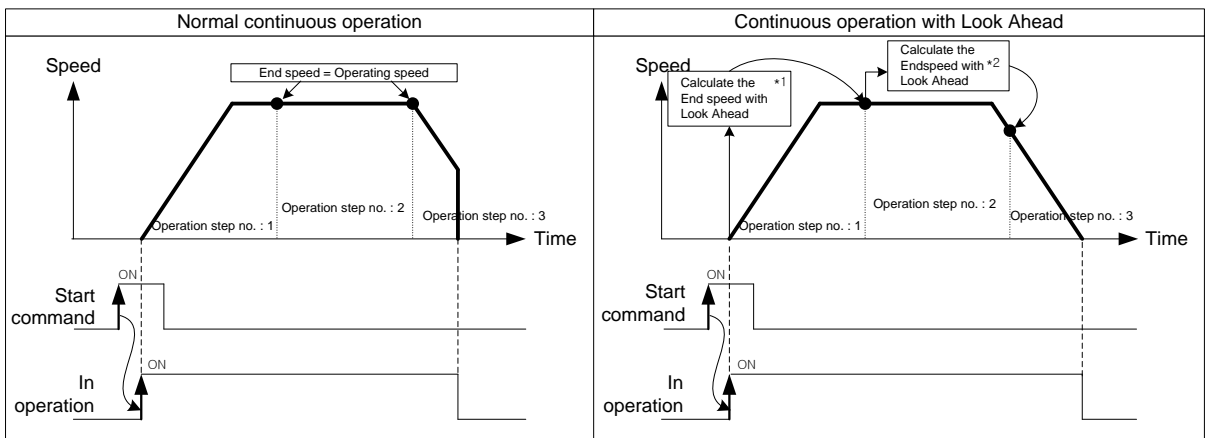 Normal continuous operation
Speed
End speed = Operating speed
Operation step no. : 1
Operation step no. : 2
Operation step no. : 3
Time
ON
Start
command
ON
In
operation
Continuous operation with Look Ahead
Speed
Calculate the *1
End speed with
Look Ahead
Calculate the
Endspeed with *2
Look Ahead
Operation step no. : 1
Operation step no. : 2
Operation step no. : 3
Time
ON
Start
command
ON
In
operation